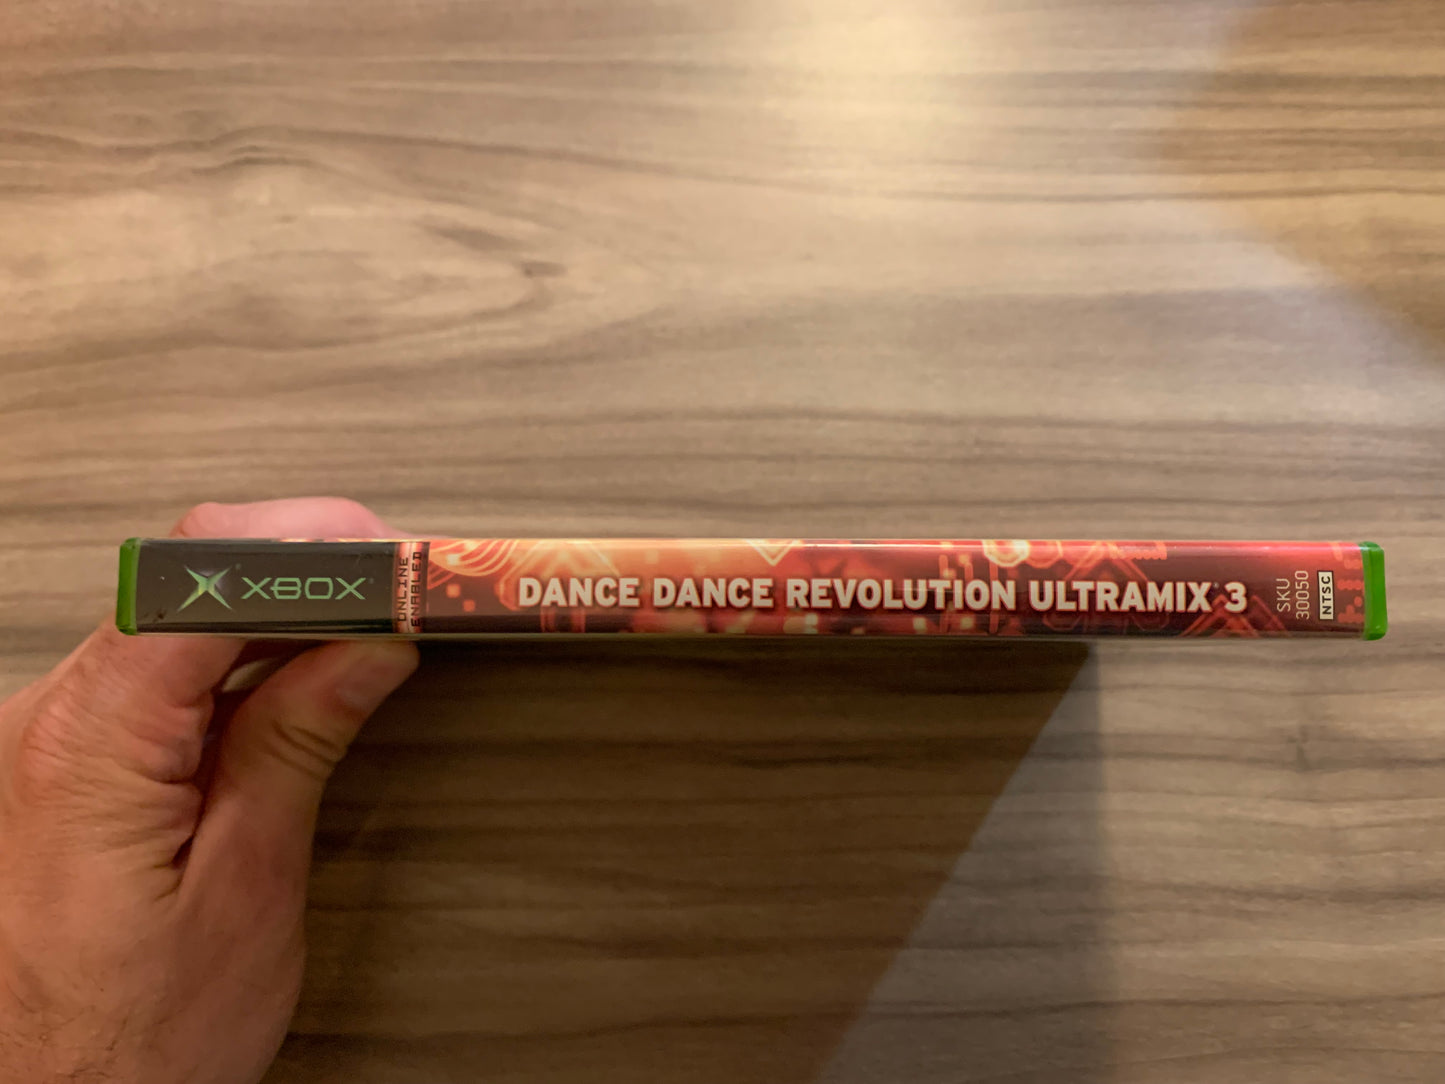 XBOX
ONLINE
ENABLED
DANCE DANCE REVOLUTION ULTRAMIX® 3
SKU
30050
NTSC